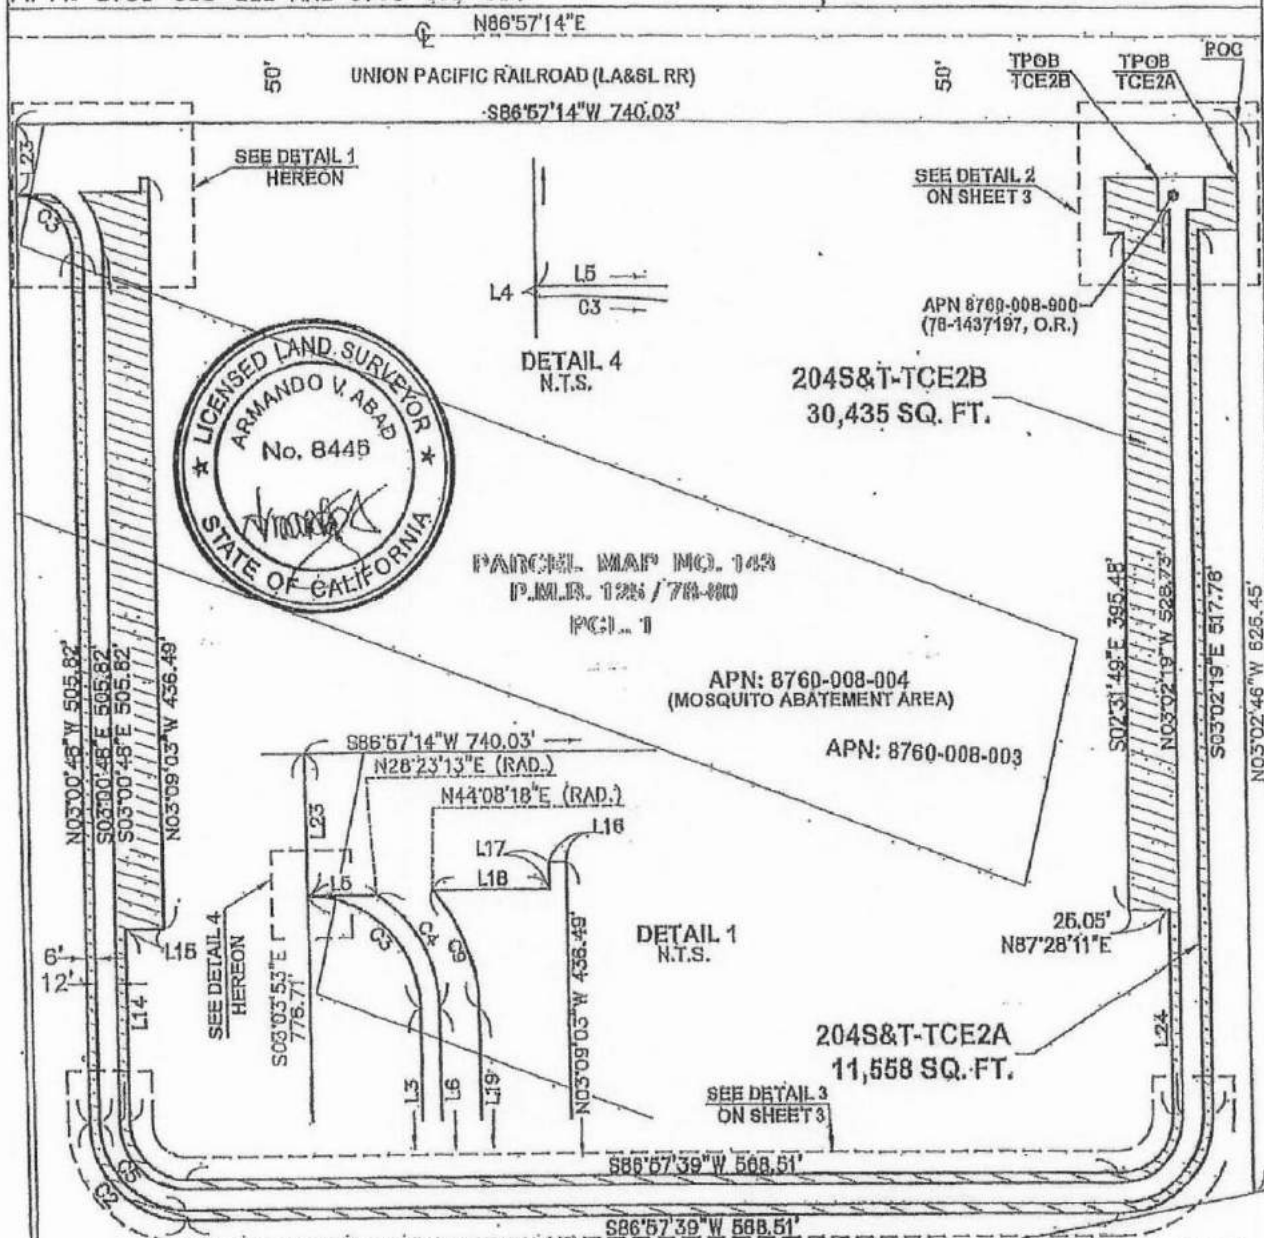 N86°57'14"E
℄
50'
UNION PACIFIC RAILROAD (LA&SL RR)
50'
S86°57'14"W 740.03'
TPOB
TCE2B
TPOB
TCE2A
POC
L23
SEE DETAIL 1
HEREON
SEE DETAIL 2
ON SHEET 3
C3
L4
L5
C3
DETAIL 4
N.T.S.
APN 8760-008-900
(78-1437197, O.R.)
204S&T-TCE2B
30,435 SQ. FT.
LICENSED LAND SURVEYOR
ARMANDO V. ABAD
No. 8445
STATE OF CALIFORNIA
PARCEL MAP NO. 143
P.M.B. 125 / 78-80
PCL. 1
APN: 8760-008-004
(MOSQUITO ABATEMENT AREA)
APN: 8760-008-003
N03°00'48"W 505.82'
S03°00'48"E 505.82'
S03°00'48"E 505.82'
N03°09'03"W 436.49'
S02°31'49"E 395.48'
N03°02'19"W 528.73'
S03°02'19"E 517.78'
N03°02'46"W 625.45'
S86°57'14"W 740.03'
N28°23'13"E (RAD.)
N44°08'18"E (RAD.)
L23
L16
L17
L18
L5
C3
C4
C9
SEE DETAIL 4
HEREON
S03°03'53"E
776.71'
N03°09'03"W 436.49'
L3
L6
L19
DETAIL 1
N.T.S.
26.05'
N87°28'11"E
6'
12'
L15
L14
L24
204S&T-TCE2A
11,558 SQ. FT.
SEE DETAIL 3
ON SHEET 3
S86°57'39"W 568.51'
C5
C2
S86°57'39"W 568.51'